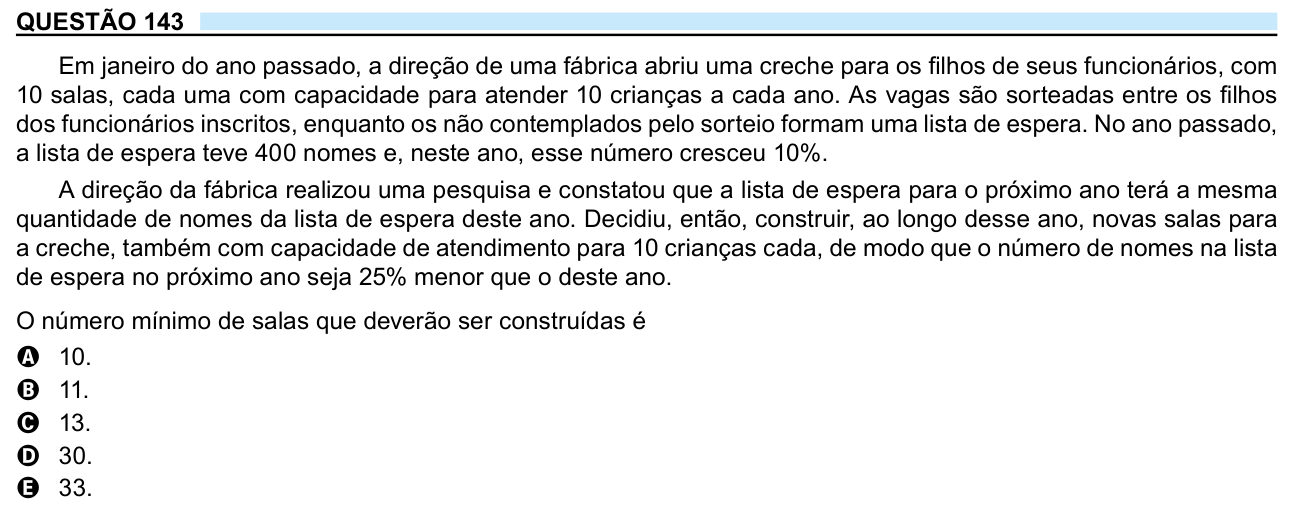 QUESTÃO 143
Em janeiro do ano passado, a direção de uma fábrica abriu uma creche para os filhos de seus funcionários, com
10 salas, cada uma com capacidade para atender 10 crianças a cada ano. As vagas são sorteadas entre os filhos
dos funcionários inscritos, enquanto os não contemplados pelo sorteio formam uma lista de espera. No ano passado,
a lista de espera teve 400 nomes e, neste ano, esse número cresceu 10%.
A direção da fábrica realizou uma pesquisa e constatou que a lista de espera para o próximo ano terá a mesma
quantidade de nomes da lista de espera deste ano. Decidiu, então, construir, ao longo desse ano, novas salas para
a creche, também com capacidade de atendimento para 10 crianças cada, de modo que o número de nomes na lista
de espera no próximo ano seja 25% menor que o deste ano.
O número mínimo de salas que deverão ser construídas é
A 10.
B 11.
C 13.
D 30.
E 33.